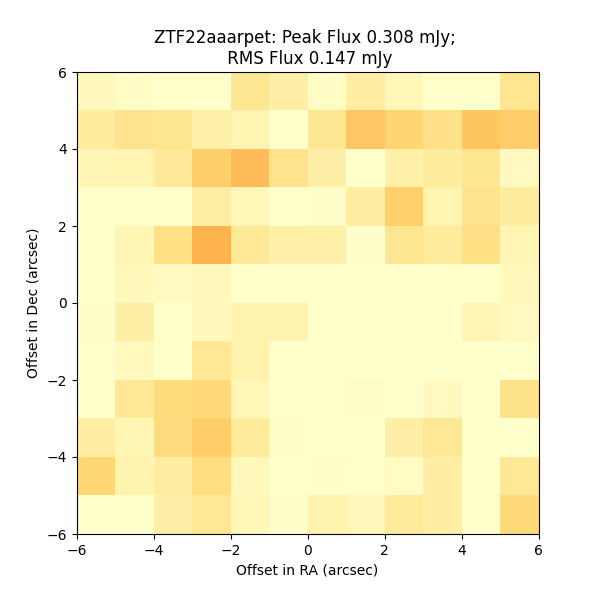 ZTF22aaarpet: Peak Flux 0.308 mJy;
RMS Flux 0.147 mJy
6
4
2
0
−2
−4
−6
Offset in Dec (arcsec)
−6 −4 −2 0 2 4 6
Offset in RA (arcsec)